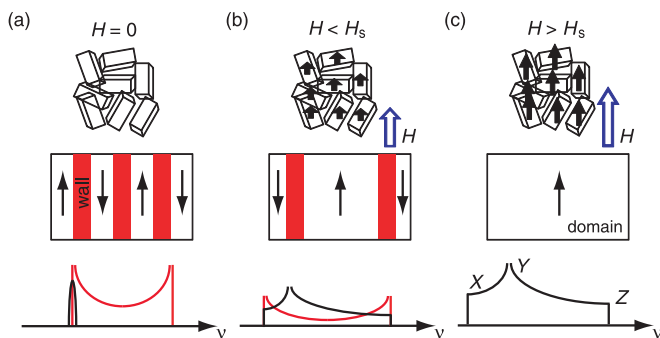 (a)
H = 0
(b)
H < Hs
(c)
H > Hs
H
H
wall
domain
ν
ν
X
Y
Z
ν